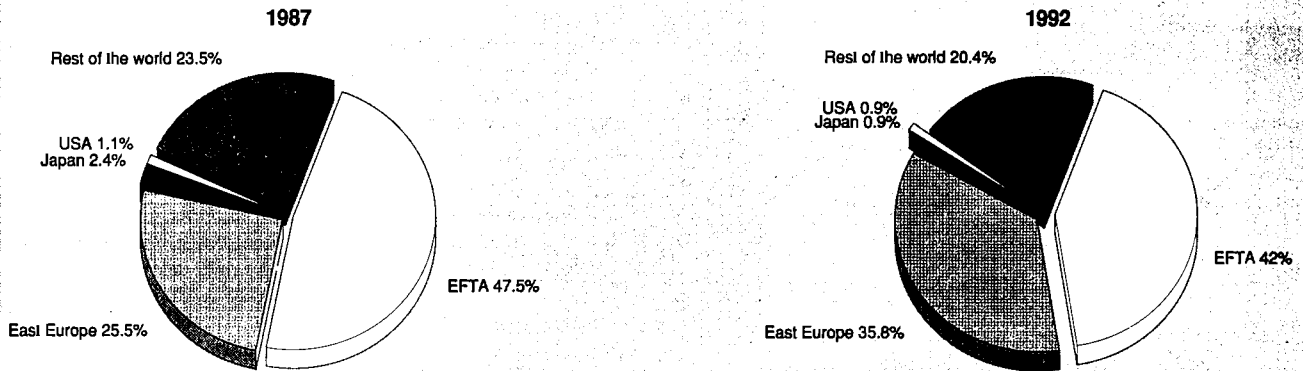 1987
Rest of the world 23.5%
USA 1.1%
Japan 2.4%
EFTA 47.5%
East Europe 25.5%
1992
Rest of the world 20.4%
USA 0.9%
Japan 0.9%
EFTA 42%
East Europe 35.8%